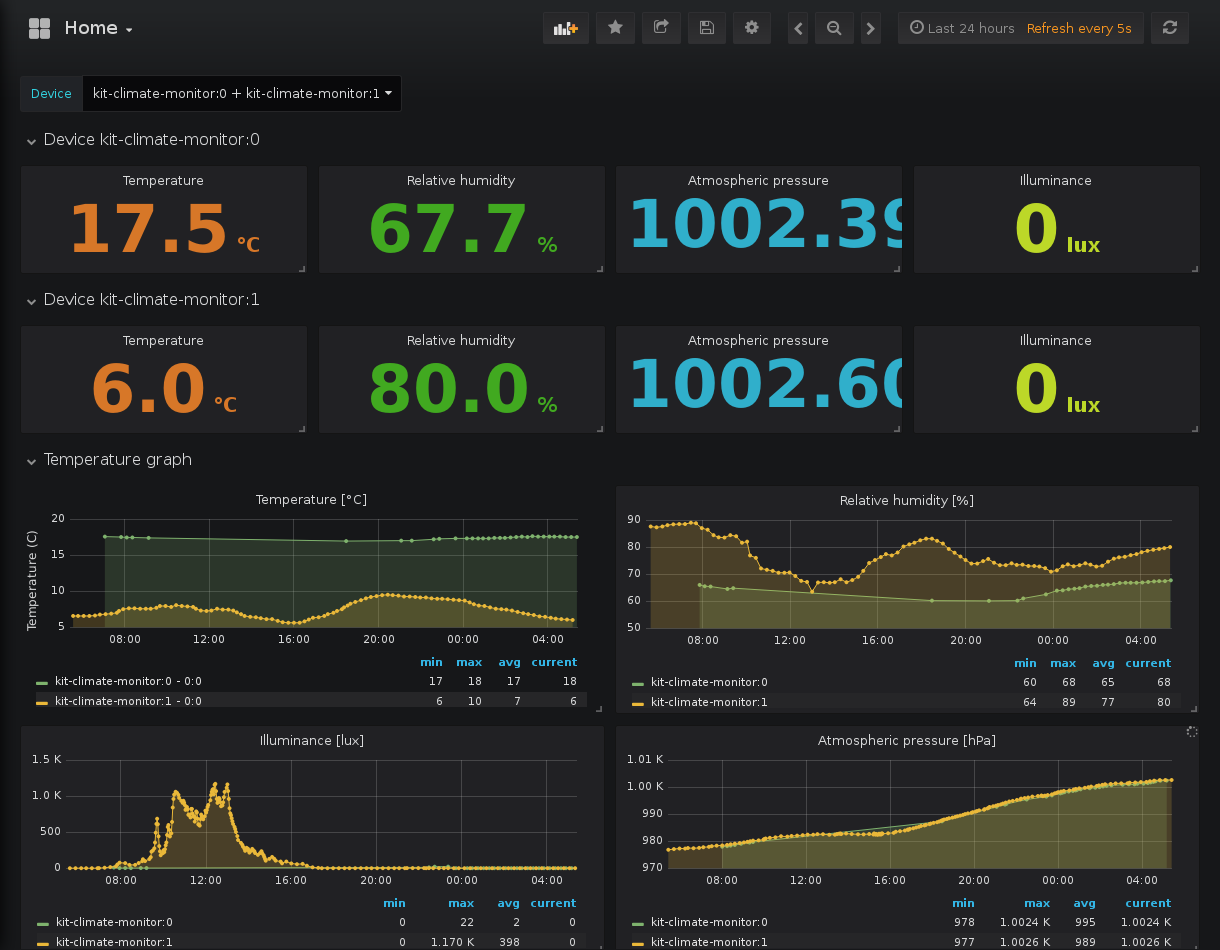 Home
Last 24 hours Refresh every 5s
Device kit-climate-monitor:0 + kit-climate-monitor:1
Device kit-climate-monitor:0
Temperature Relative humidity Atmospheric pressure Illuminance
17.5 °C 67.7 % 1002.39 0 lux
Device kit-climate-monitor:1
Temperature Relative humidity Atmospheric pressure Illuminance
6.0 °C 80.0 % 1002.60 0 lux
Temperature graph
Temperature [°C]
Temperature (C)
20
15
10
5
08:00 12:00 16:00 20:00 00:00 04:00
min max avg current
kit-climate-monitor:0 - 0:0 17 18 17 18
kit-climate-monitor:1 - 0:0 6 10 7 6
Relative humidity [%]
90
80
70
60
50
08:00 12:00 16:00 20:00 00:00 04:00
min max avg current
kit-climate-monitor:0 60 68 65 68
kit-climate-monitor:1 64 89 77 80
Illuminance [lux]
1.5 K
1.0 K
500
0
08:00 12:00 16:00 20:00 00:00 04:00
min max avg current
kit-climate-monitor:0 0 22 2 0
kit-climate-monitor:1 0 1.170 K 398 0
Atmospheric pressure [hPa]
1.01 K
1.00 K
990
980
970
08:00 12:00 16:00 20:00 00:00 04:00
min max avg current
kit-climate-monitor:0 978 1.0024 K 995 1.0024 K
kit-climate-monitor:1 977 1.0026 K 989 1.0026 K